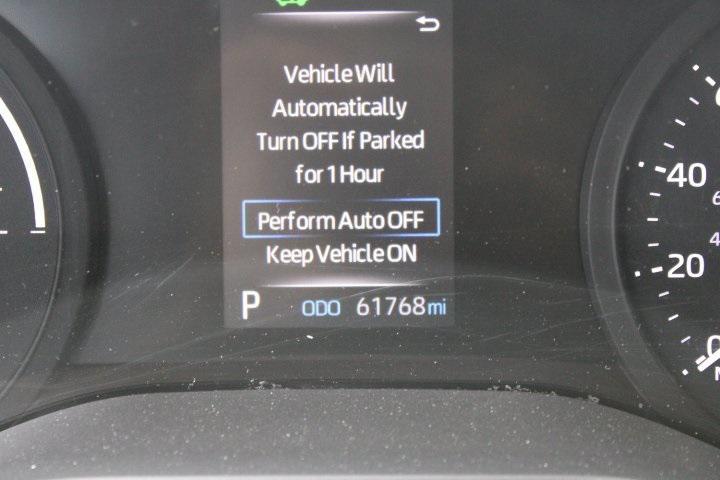 Vehicle Will
Automatically
Turn OFF If Parked
for 1 Hour
Perform Auto OFF
Keep Vehicle ON
P ODO 61768 mi
40
20
0